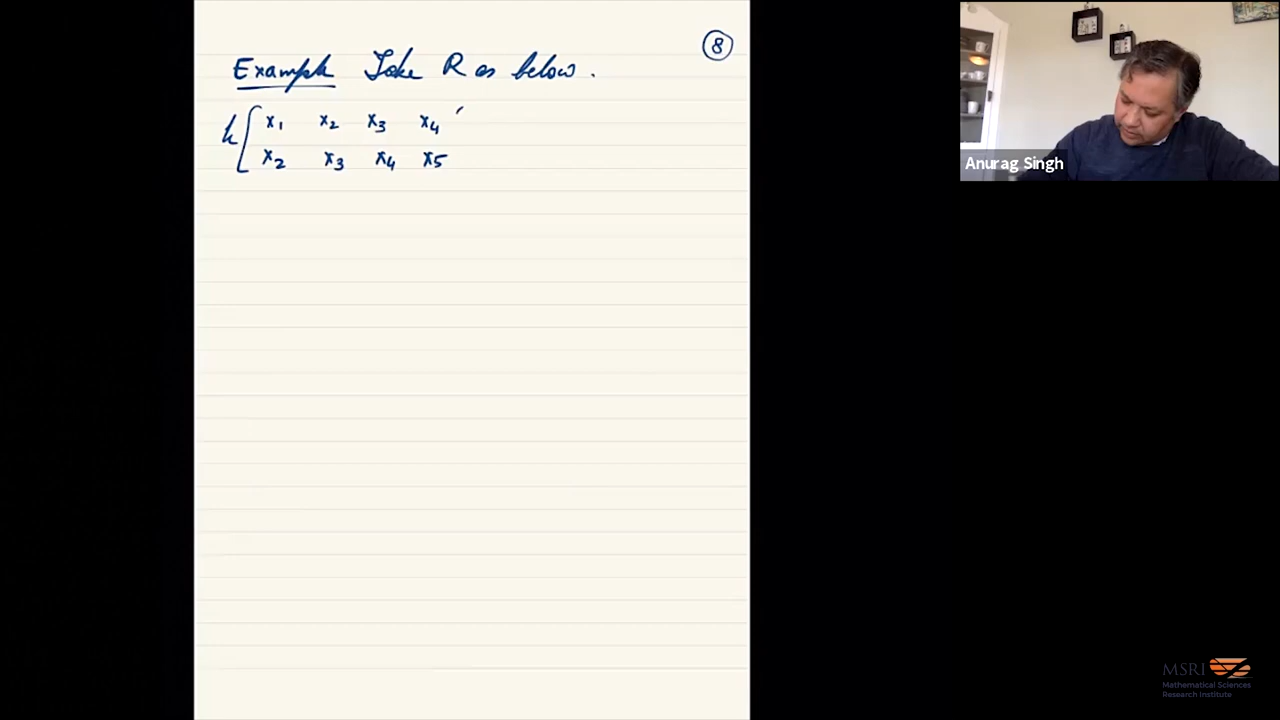 8
Example Take R as below.
k[ x1 x2 x3 x4
x2 x3 x4 x5
Anurag Singh
MSRI
Mathematical Sciences
Research Institute